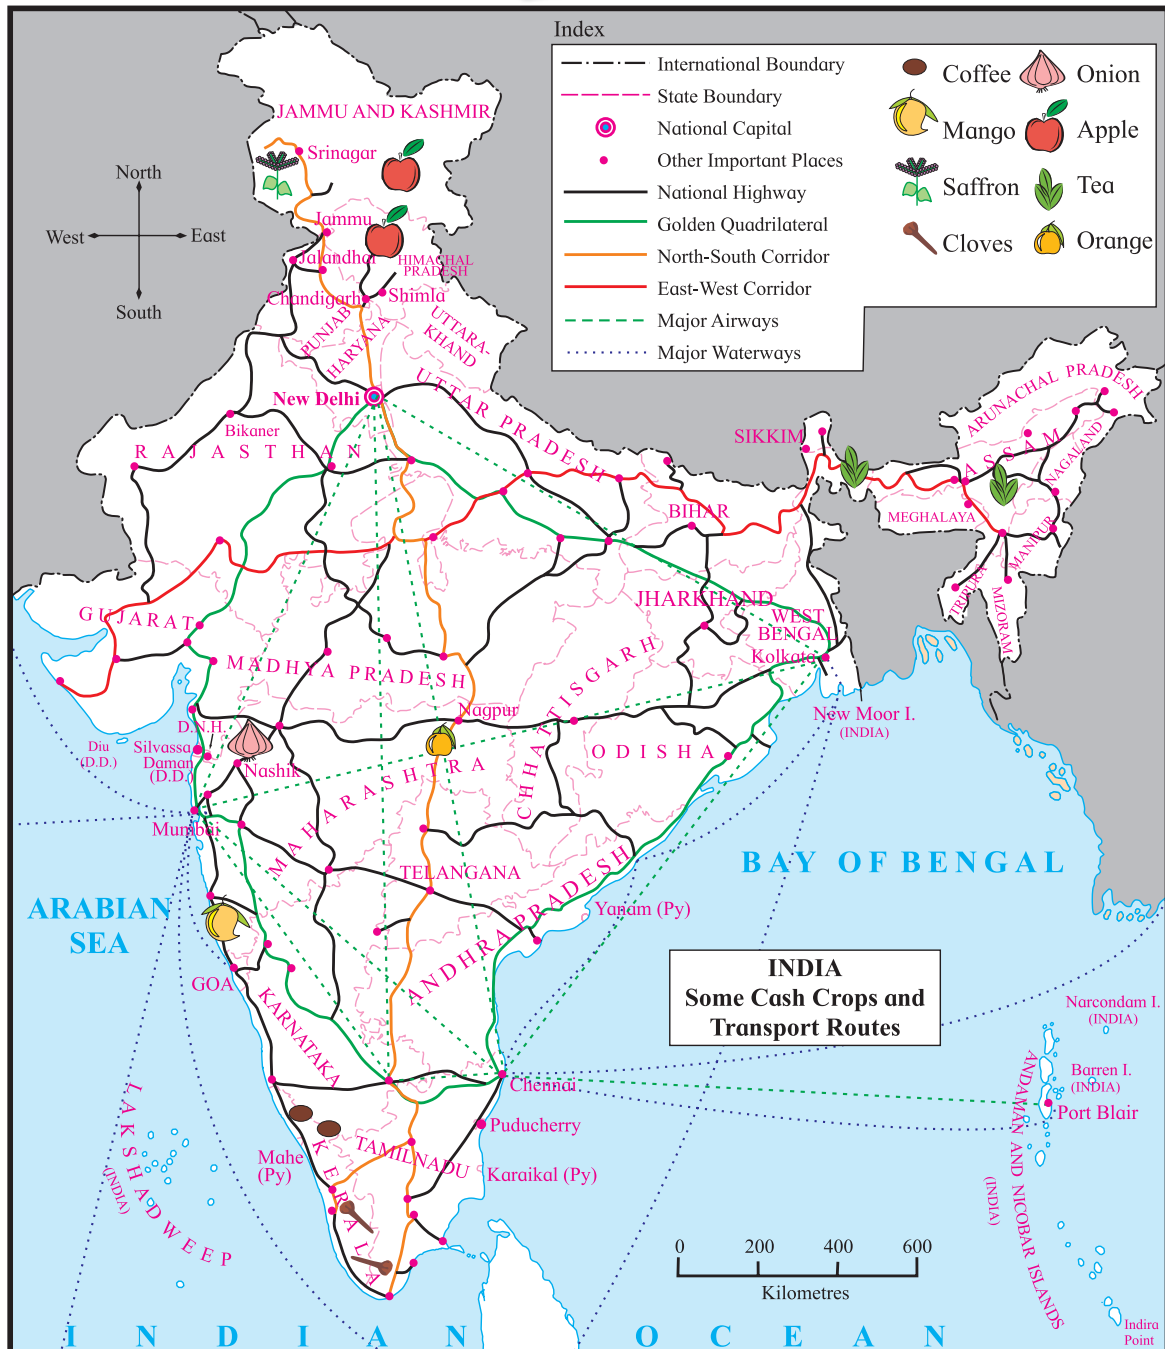 Index
International Boundary
State Boundary
National Capital
Other Important Places
National Highway
Golden Quadrilateral
North-South Corridor
East-West Corridor
Major Airways
Major Waterways
Coffee
Onion
Mango
Apple
Saffron
Tea
Cloves
Orange
North
West
East
South
JAMMU AND KASHMIR
Srinagar
Jammu
Jalandhar
HIMACHAL
PRADESH
Chandigarh
Shimla
PUNJAB
HARYANA
UTTARA-
KHAND
New Delhi
UTTAR PRADESH
Bikaner
RAJASTHAN
SIKKIM
ARUNACHAL PRADESH
ASSAM
NAGALAND
MEGHALAYA
MANIPUR
TRIPURA
MIZORAM
BIHAR
JHARKHAND
WEST
BENGAL
Kolkata
GUJARAT
MADHYA PRADESH
CHHATTISGARH
New Moor I.
(INDIA)
Nagpur
ODISHA
D.N.H.
Diu
(D.D.)
Silvassa
Daman
(D.D.)
Nashik
MAHARASHTRA
Mumbai
TELANGANA
ANDHRA PRADESH
Yanam (Py)
BAY OF BENGAL
ARABIAN
SEA
GOA
KARNATAKA
INDIA
Some Cash Crops and
Transport Routes
Narcondam I.
(INDIA)
Barren I.
(INDIA)
Port Blair
ANDAMAN AND NICOBAR ISLANDS
(INDIA)
Chennai
Puducherry
TAMILNADU
Karaikal (Py)
Mahe
(Py)
KERALA
LAKSHADWEEP
(INDIA)
0 200 400 600
Kilometres
Indira
Point
INDIAN OCEAN